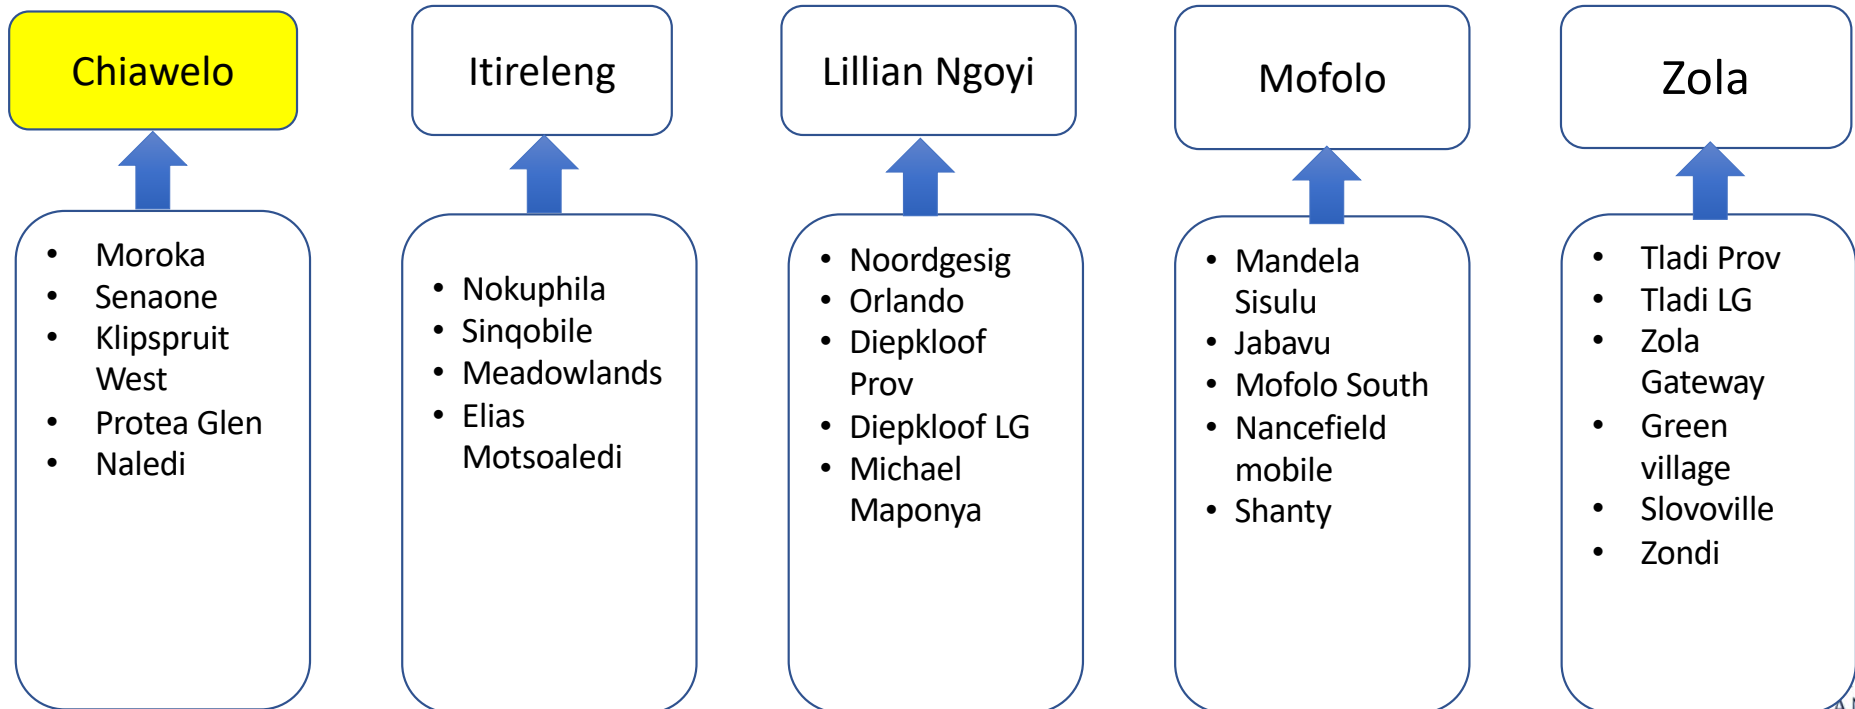 Chiawelo
Itireleng
Lillian Ngoyi
Mofolo
Zola
• Moroka
• Senaone
• Klipspruit
West
• Protea Glen
• Naledi
• Nokuphila
• Sinqobile
• Meadowlands
• Elias
Motsoaledi
• Noordgesig
• Orlando
• Diepkloof
Prov
• Diepkloof LG
• Michael
Maponya
• Mandela
Sisulu
• Jabavu
• Mofolo South
• Nancefield
mobile
• Shanty
• Tladi Prov
• Tladi LG
• Zola
Gateway
• Green
village
• Slovoville
• Zondi